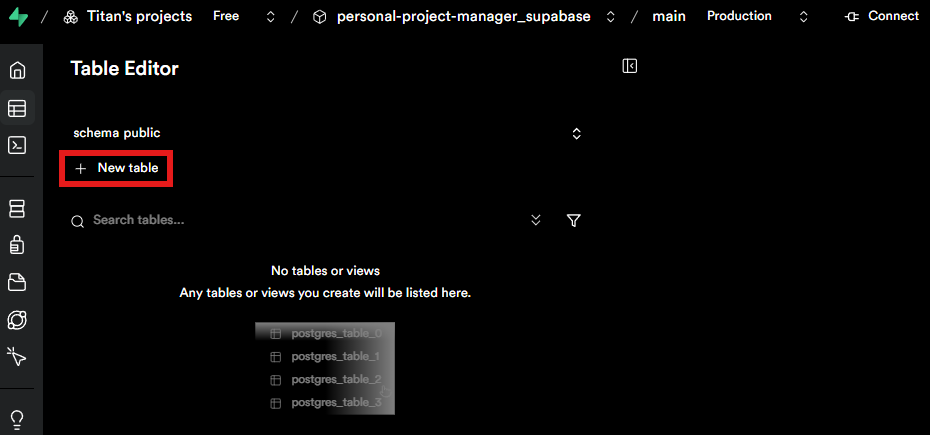 / Titan's projects Free / personal-project-manager_supabase / main Production Connect
Table Editor
schema public
+ New table
Search tables...
No tables or views
Any tables or views you create will be listed here.
postgres_table_0
postgres_table_1
postgres_table_2
postgres_table_3